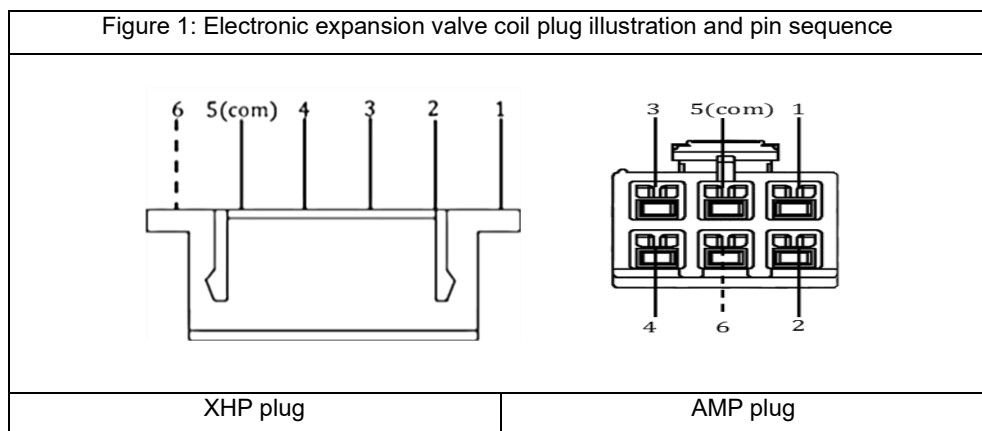 Figure 1: Electronic expansion valve coil plug illustration and pin sequence
6 5(com) 4 3 2 1
3 5(com) 1
4 6 2
XHP plug
AMP plug